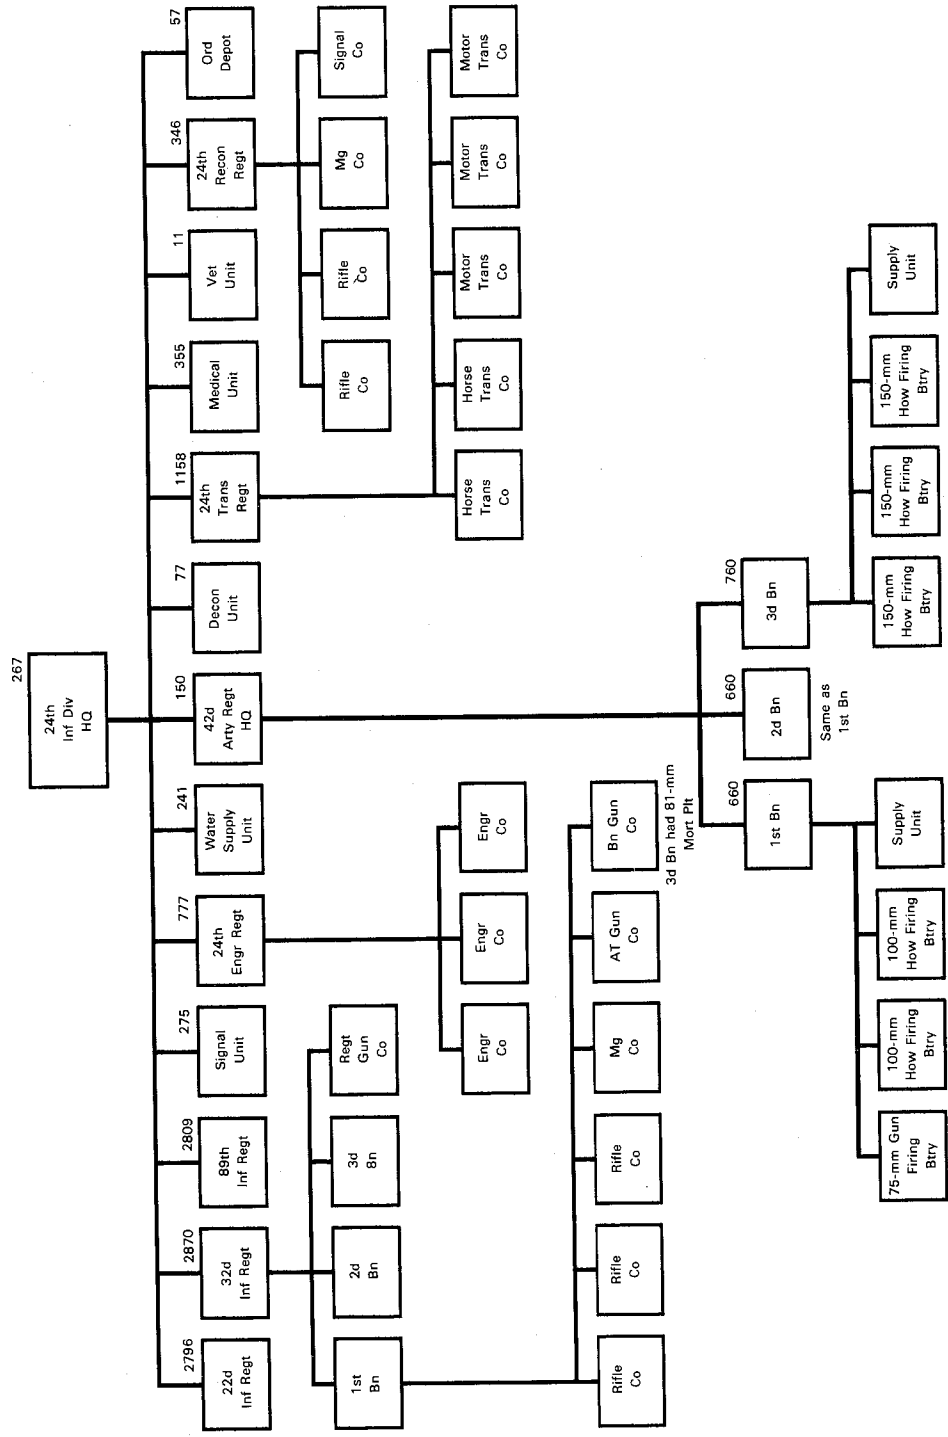 267
24th
Inf Div
HQ
2796
22d
Inf Regt
2870
32d
Inf Regt
2809
89th
Inf Regt
275
Signal
Unit
777
24th
Engr Regt
241
Water
Supply
Unit
150
42d
Arty Regt
HQ
77
Decon
Unit
1158
24th
Trans
Regt
355
Medical
Unit
11
Vet
Unit
346
24th
Recon
Regt
57
Ord
Depot
1st
Bn
2d
Bn
3d
Bn
Regt
Gun
Co
Rifle
Co
Rifle
Co
Mg
Co
Signal
Co
Engr
Co
Engr
Co
Engr
Co
Horse
Trans
Co
Horse
Trans
Co
Motor
Trans
Co
Motor
Trans
Co
Motor
Trans
Co
Rifle
Co
Rifle
Co
Rifle
Co
Mg
Co
AT Gun
Co
Bn Gun
Co
3d Bn had 81-mm
Mort Plt
660
1st Bn
660
2d Bn
Same as
1st Bn
760
3d Bn
75-mm Gun
Firing
Btry
100-mm
How Firing
Btry
100-mm
How Firing
Btry
Supply
Unit
150-mm
How Firing
Btry
150-mm
How Firing
Btry
150-mm
How Firing
Btry
Supply
Unit